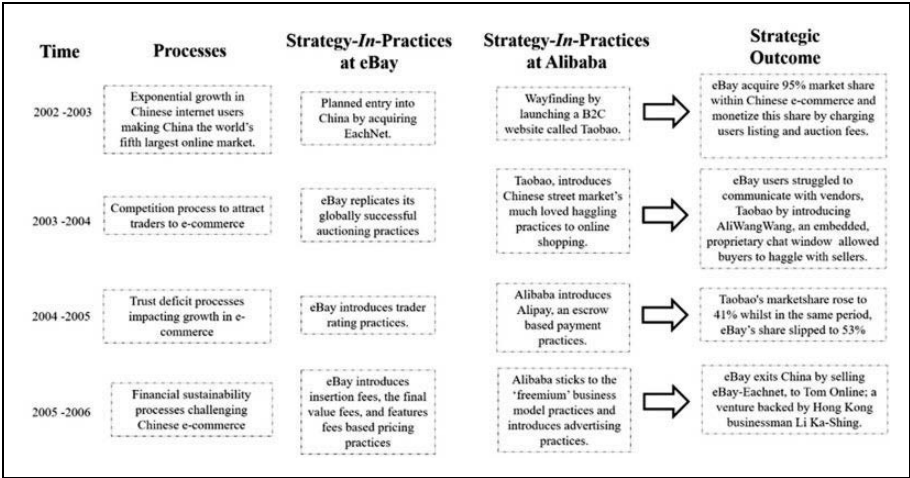 Time
Processes
Strategy-In-Practices
at eBay
Strategy-In-Practices
at Alibaba
Strategic
Outcome
2002 -2003
Exponential growth in
Chinese internet users
making China the world's
fifth largest online market.
Planned entry into
China by acquiring
EachNet.
Wayfinding by
launching a B2C
website called Taobao.
eBay acquire 95% market share
within Chinese e-commerce and
monetize this share by charging
users listing and auction fees.
2003 -2004
Competition process to attract
traders to e-commerce
eBay replicates its
globally successful
auctioning practices
Taobao, introduces
Chinese street market's
much loved haggling
practices to online
shopping.
eBay users struggled to
communicate with vendors,
Taobao by introducing
AliWangWang, an embedded,
proprietary chat window allowed
buyers to haggle with sellers.
2004 -2005
Trust deficit processes
impacting growth in e-
commerce
eBay introduces trader
rating practices.
Alibaba introduces
Alipay, an escrow
based payment
practices.
Taobao's marketshare rose to
41% whilst in the same period,
eBay's share slipped to 53%
2005 -2006
Financial sustainability
processes challenging
Chinese e-commerce
eBay introduces
insertion fees, the final
value fees, and features
fees based pricing
practices
Alibaba sticks to the
'freemium' business
model practices and
introduces advertising
practices.
eBay exits China by selling
eBay-Eachnet, to Tom Online; a
venture backed by Hong Kong
businessman Li Ka-Shing.